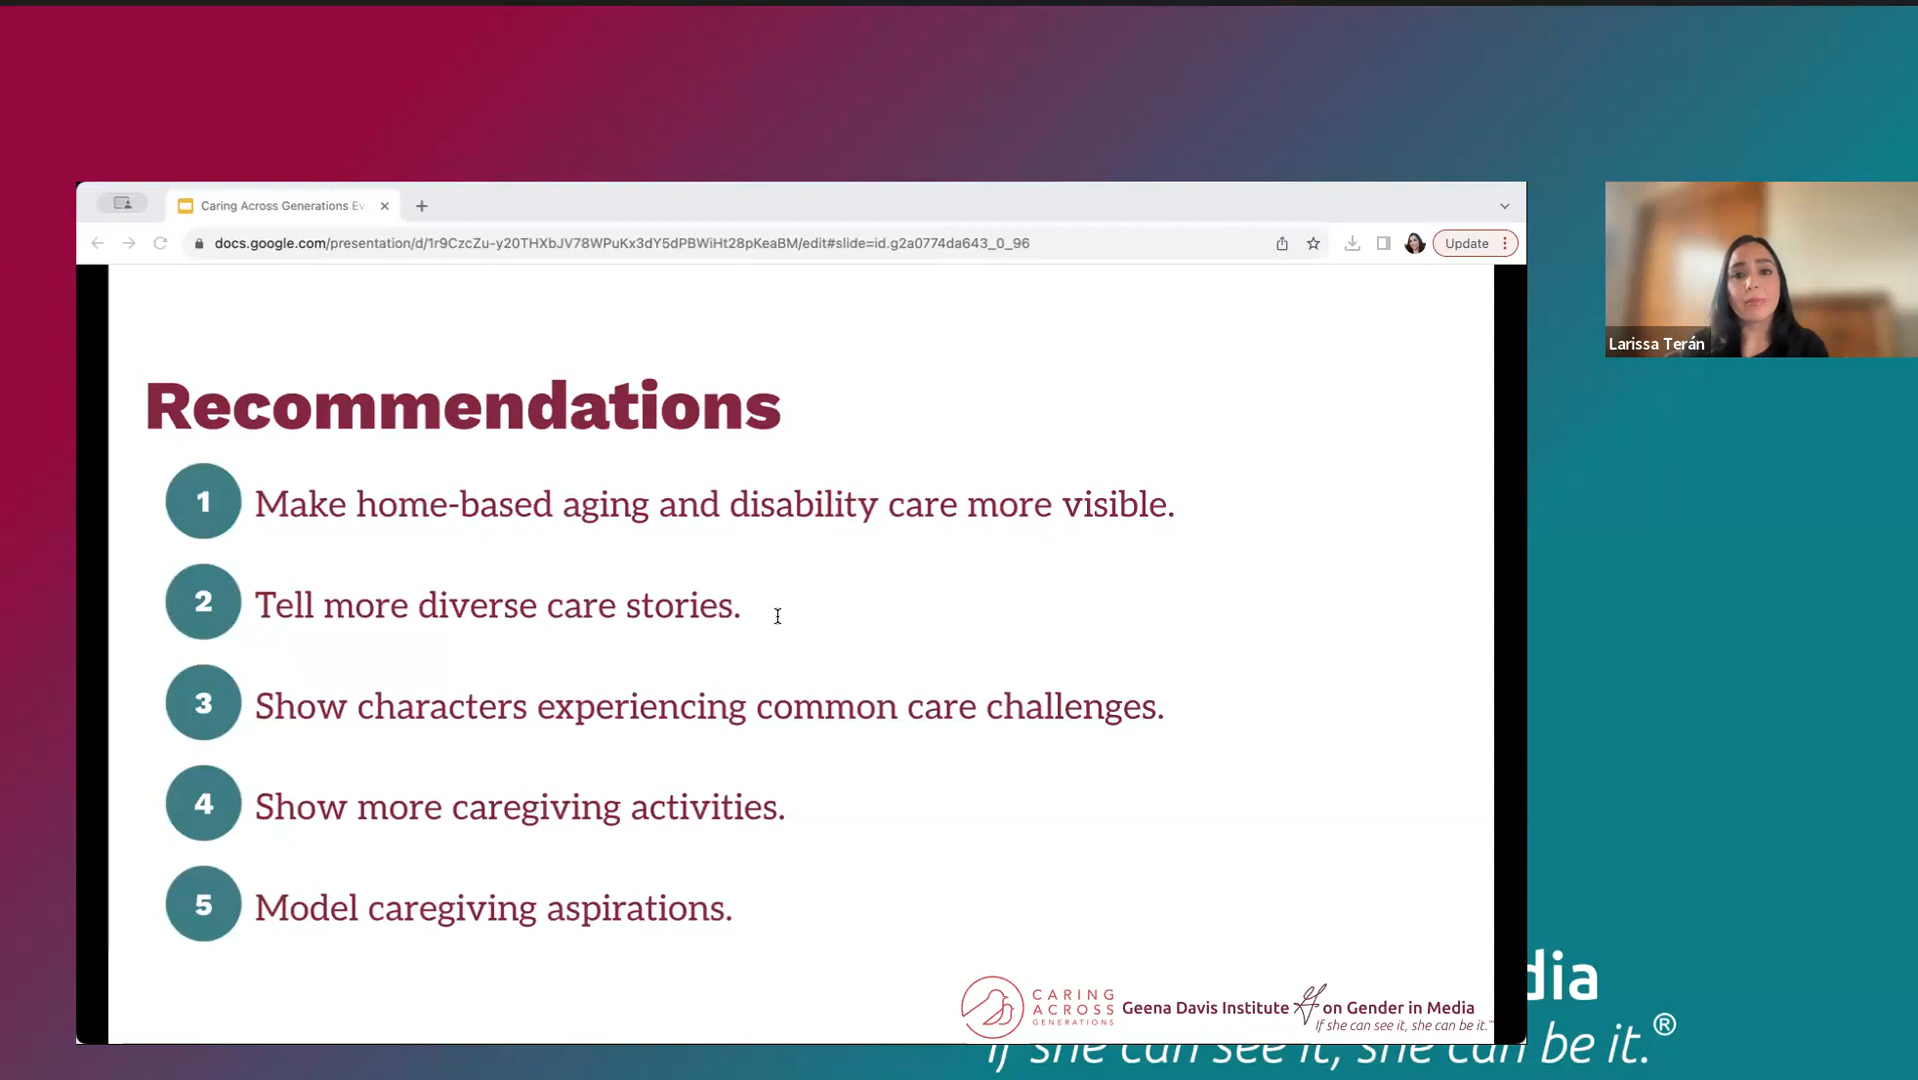 Caring Across Generations Ev
docs.google.com/presentation/d/1r9CzcZu-y20THXbJV78WPuKx3dY5dPBWiHt28pKeaBM/edit#slide=id.g2a0774da643_0_96
Update
Larissa Terán
Recommendations
1 Make home-based aging and disability care more visible.
2 Tell more diverse care stories.
3 Show characters experiencing common care challenges.
4 Show more caregiving activities.
5 Model caregiving aspirations.
CARING
ACROSS
GENERATIONS
Geena Davis Institute on Gender in Media
If she can see it, she can be it.™
dia
If she can see it, she can be it.®